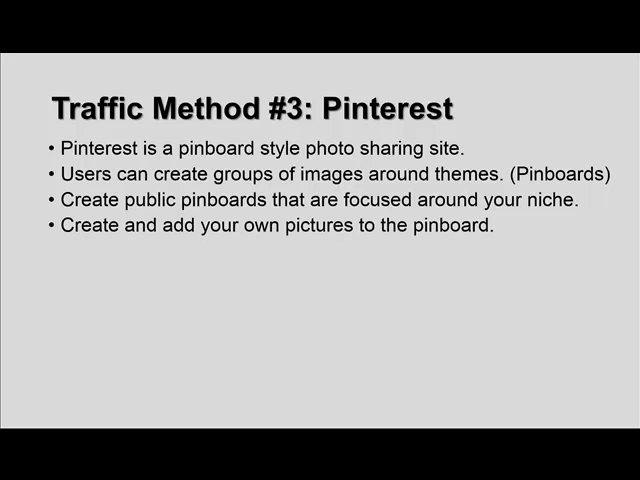 Traffic Method #3: Pinterest
• Pinterest is a pinboard style photo sharing site.
• Users can create groups of images around themes. (Pinboards)
• Create public pinboards that are focused around your niche.
• Create and add your own pictures to the pinboard.